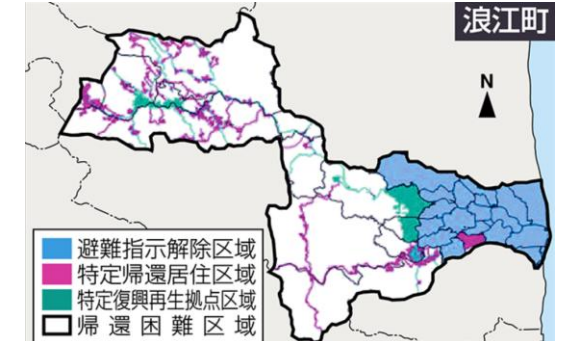 浪江町
N
避難指示解除区域
特定帰還居住区域
特定復興再生拠点区域
帰還困難区域